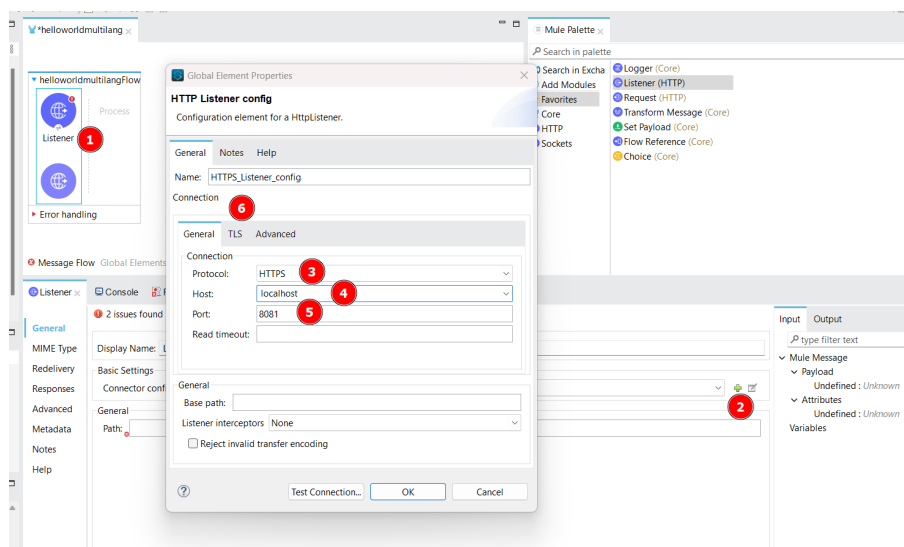 *helloworldmultilang
Mule Palette
Search in palette
Search in Excha
Add Modules
Favorites
Core
HTTP
Sockets
Logger (Core)
Listener (HTTP)
Request (HTTP)
Transform Message (Core)
Set Payload (Core)
Flow Reference (Core)
Choice (Core)
helloworldmultilangFlow
Process
Listener
1
Error handling
Message Flow Global Elements
Global Element Properties
HTTP Listener config
Configuration element for a HttpListener.
General Notes Help
Name: HTTPS_Listener_config
Connection
6
General TLS Advanced
Connection
Protocol: HTTPS
3
Host: localhost
4
Port: 8081
5
Read timeout:
General
Base path:
Listener interceptors None
Reject invalid transfer encoding
?
Test Connection... OK Cancel
Listener Console
2 issues found
General
MIME Type
Redelivery
Responses
Advanced
Metadata
Notes
Help
Display Name:
Basic Settings
Connector conf
2
General
Path:
Input Output
type filter text
Mule Message
Payload
Undefined : Unknown
Attributes
Undefined : Unknown
Variables